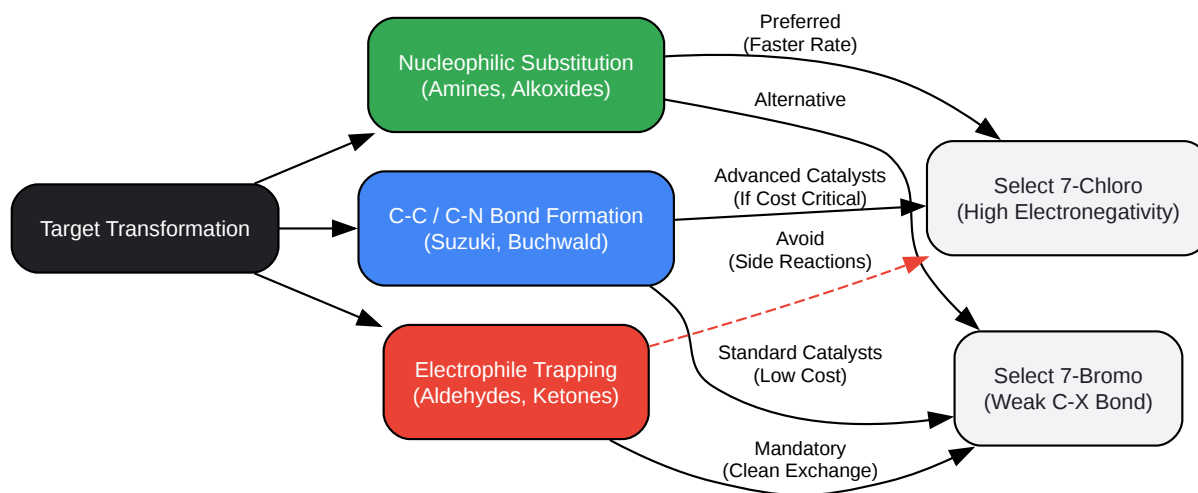 Preferred
(Faster Rate)
Nucleophilic Substitution
(Amines, Alkoxides)
Alternative
Advanced Catalysts
(If Cost Critical)
Select 7-Chloro
(High Electronegativity)
Target Transformation
C-C / C-N Bond Formation
(Suzuki, Buchwald)
Avoid
(Side Reactions)
Electrophile Trapping
(Aldehydes, Ketones)
Standard Catalysts
(Low Cost)
Select 7-Bromo
(Weak C-X Bond)
Mandatory
(Clean Exchange)